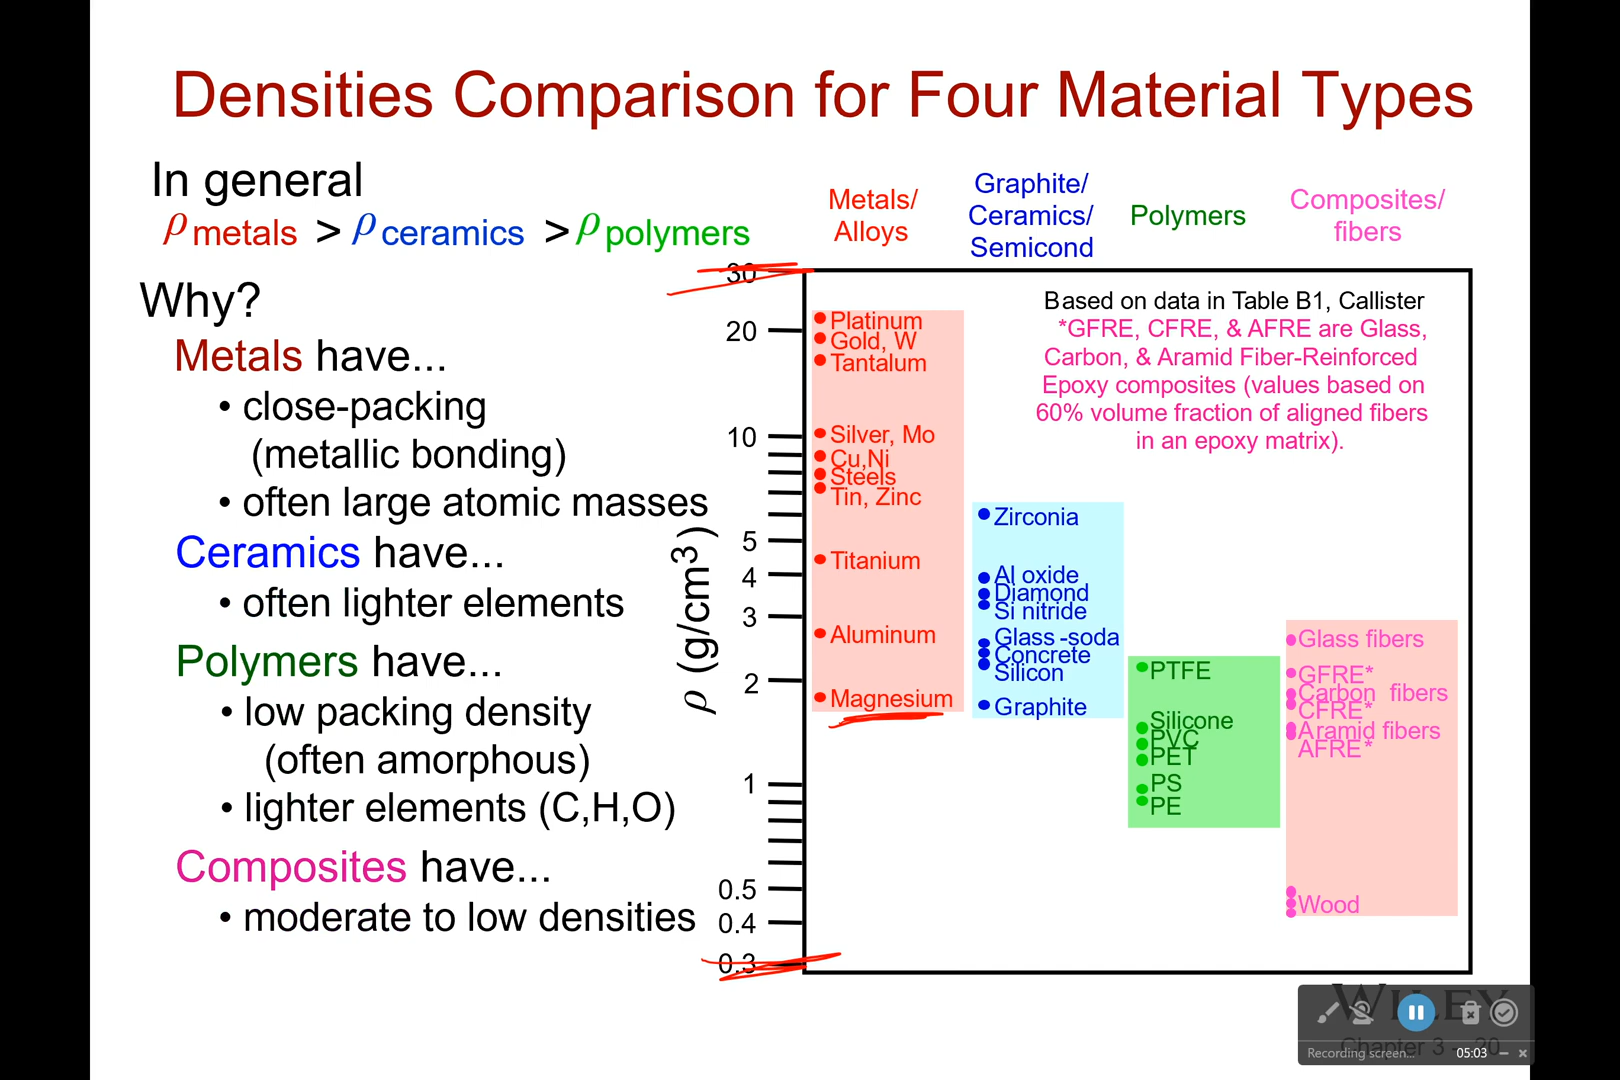 Densities Comparison for Four Material Types
In general
ρ metals > ρ ceramics > ρ polymers
Why?
Metals have...
• close-packing
(metallic bonding)
• often large atomic masses
Ceramics have...
• often lighter elements
Polymers have...
• low packing density
(often amorphous)
• lighter elements (C,H,O)
Composites have...
• moderate to low densities
Metals/
Alloys
Graphite/
Ceramics/
Semicond
Polymers
Composites/
fibers
ρ (g/cm³)
30
20
10
5
4
3
2
1
0.5
0.4
0.3
Based on data in Table B1, Callister
*GFRE, CFRE, & AFRE are Glass,
Carbon, & Aramid Fiber-Reinforced
Epoxy composites (values based on
60% volume fraction of aligned fibers
in an epoxy matrix).
Platinum
Gold, W
Tantalum
Silver, Mo
Cu,Ni
Steels
Tin, Zinc
Titanium
Aluminum
Magnesium
Zirconia
Al oxide
Diamond
Si nitride
Glass-soda
Concrete
Silicon
Graphite
PTFE
Silicone
PVC
PET
PS
PE
Glass fibers
GFRE*
Carbon fibers
CFRE*
Aramid fibers
AFRE*
Wood
WILEY
Chapter 3 - 20
Recording screen... 05:03